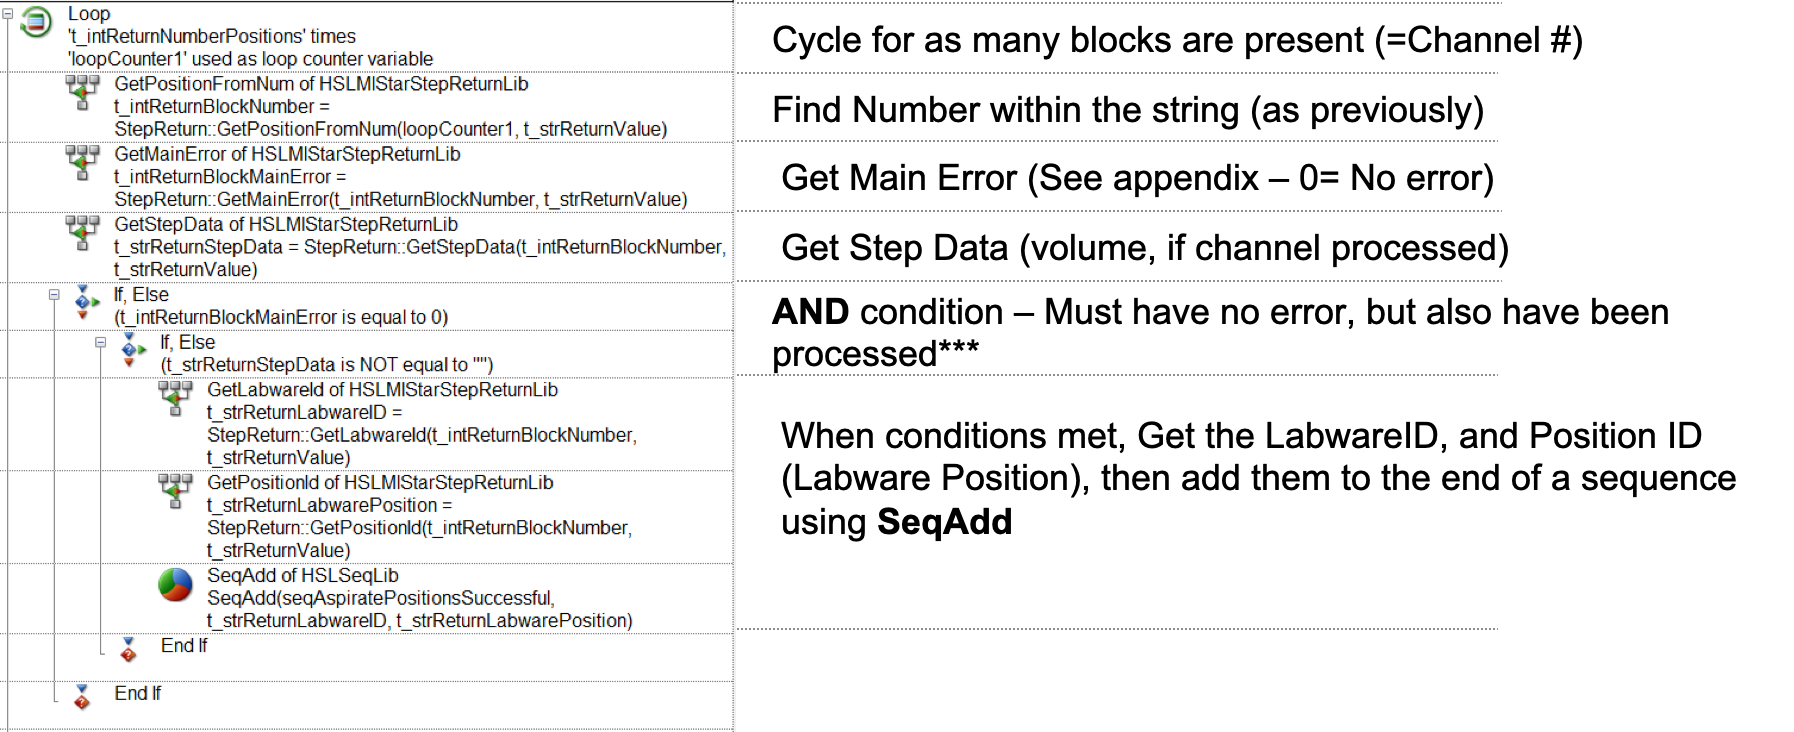 Loop
't_intReturnNumberPositions' times
'loopCounter1' used as loop counter variable
Cycle for as many blocks are present (=Channel #)
GetPositionFromNum of HSLMlStarStepReturnLib
t_intReturnBlockNumber =
StepReturn::GetPositionFromNum(loopCounter1, t_strReturnValue)
Find Number within the string (as previously)
GetMainError of HSLMlStarStepReturnLib
t_intReturnBlockMainError =
StepReturn::GetMainError(t_intReturnBlockNumber, t_strReturnValue)
Get Main Error (See appendix – 0= No error)
GetStepData of HSLMlStarStepReturnLib
t_strReturnStepData = StepReturn::GetStepData(t_intReturnBlockNumber,
t_strReturnValue)
Get Step Data (volume, if channel processed)
If, Else
(t_intReturnBlockMainError is equal to 0)
If, Else
(t_strReturnStepData is NOT equal to "")
AND condition – Must have no error, but also have been
processed***
GetLabwareId of HSLMlStarStepReturnLib
t_strReturnLabwareID =
StepReturn::GetLabwareId(t_intReturnBlockNumber,
t_strReturnValue)
GetPositionId of HSLMlStarStepReturnLib
t_strReturnLabwarePosition =
StepReturn::GetPositionId(t_intReturnBlockNumber,
t_strReturnValue)
SeqAdd of HSLSeqLib
SeqAdd(seqAspiratePositionsSuccessful,
t_strReturnLabwareID, t_strReturnLabwarePosition)
When conditions met, Get the LabwareID, and Position ID
(Labware Position), then add them to the end of a sequence
using SeqAdd
End If
End If